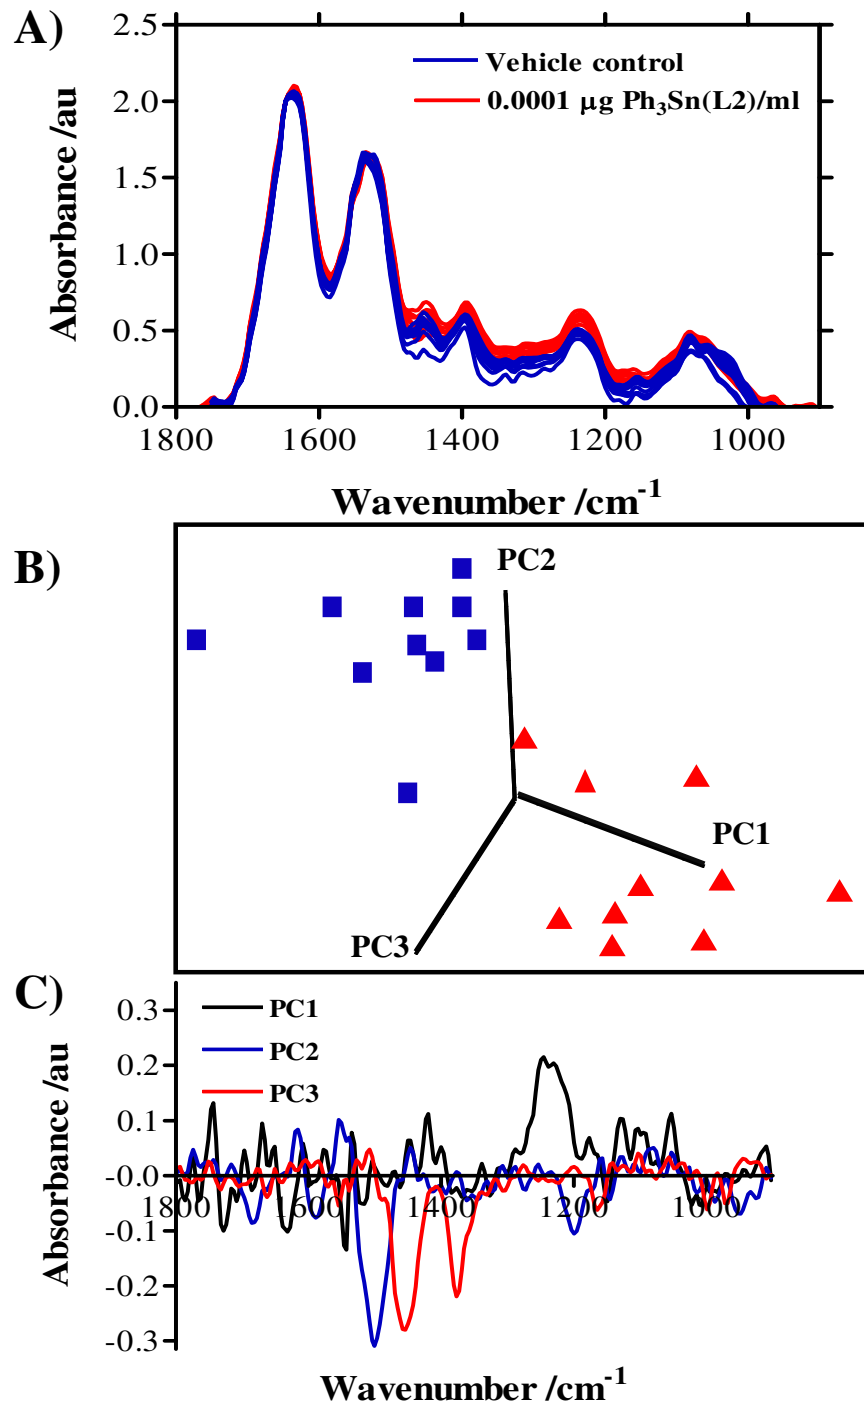 A)
2.5
2.0
1.5
1.0
0.5
0.0
Absorbance /au
Vehicle control
0.0001 µg Ph₃Sn(L2)/ml
1800 1600 1400 1200 1000
Wavenumber /cm⁻¹
B)
PC2
PC1
PC3
C)
0.3
0.2
0.1
-0.0
-0.1
-0.2
-0.3
Absorbance /au
PC1
PC2
PC3
1800 1600 1400 1200 1000
Wavenumber /cm⁻¹